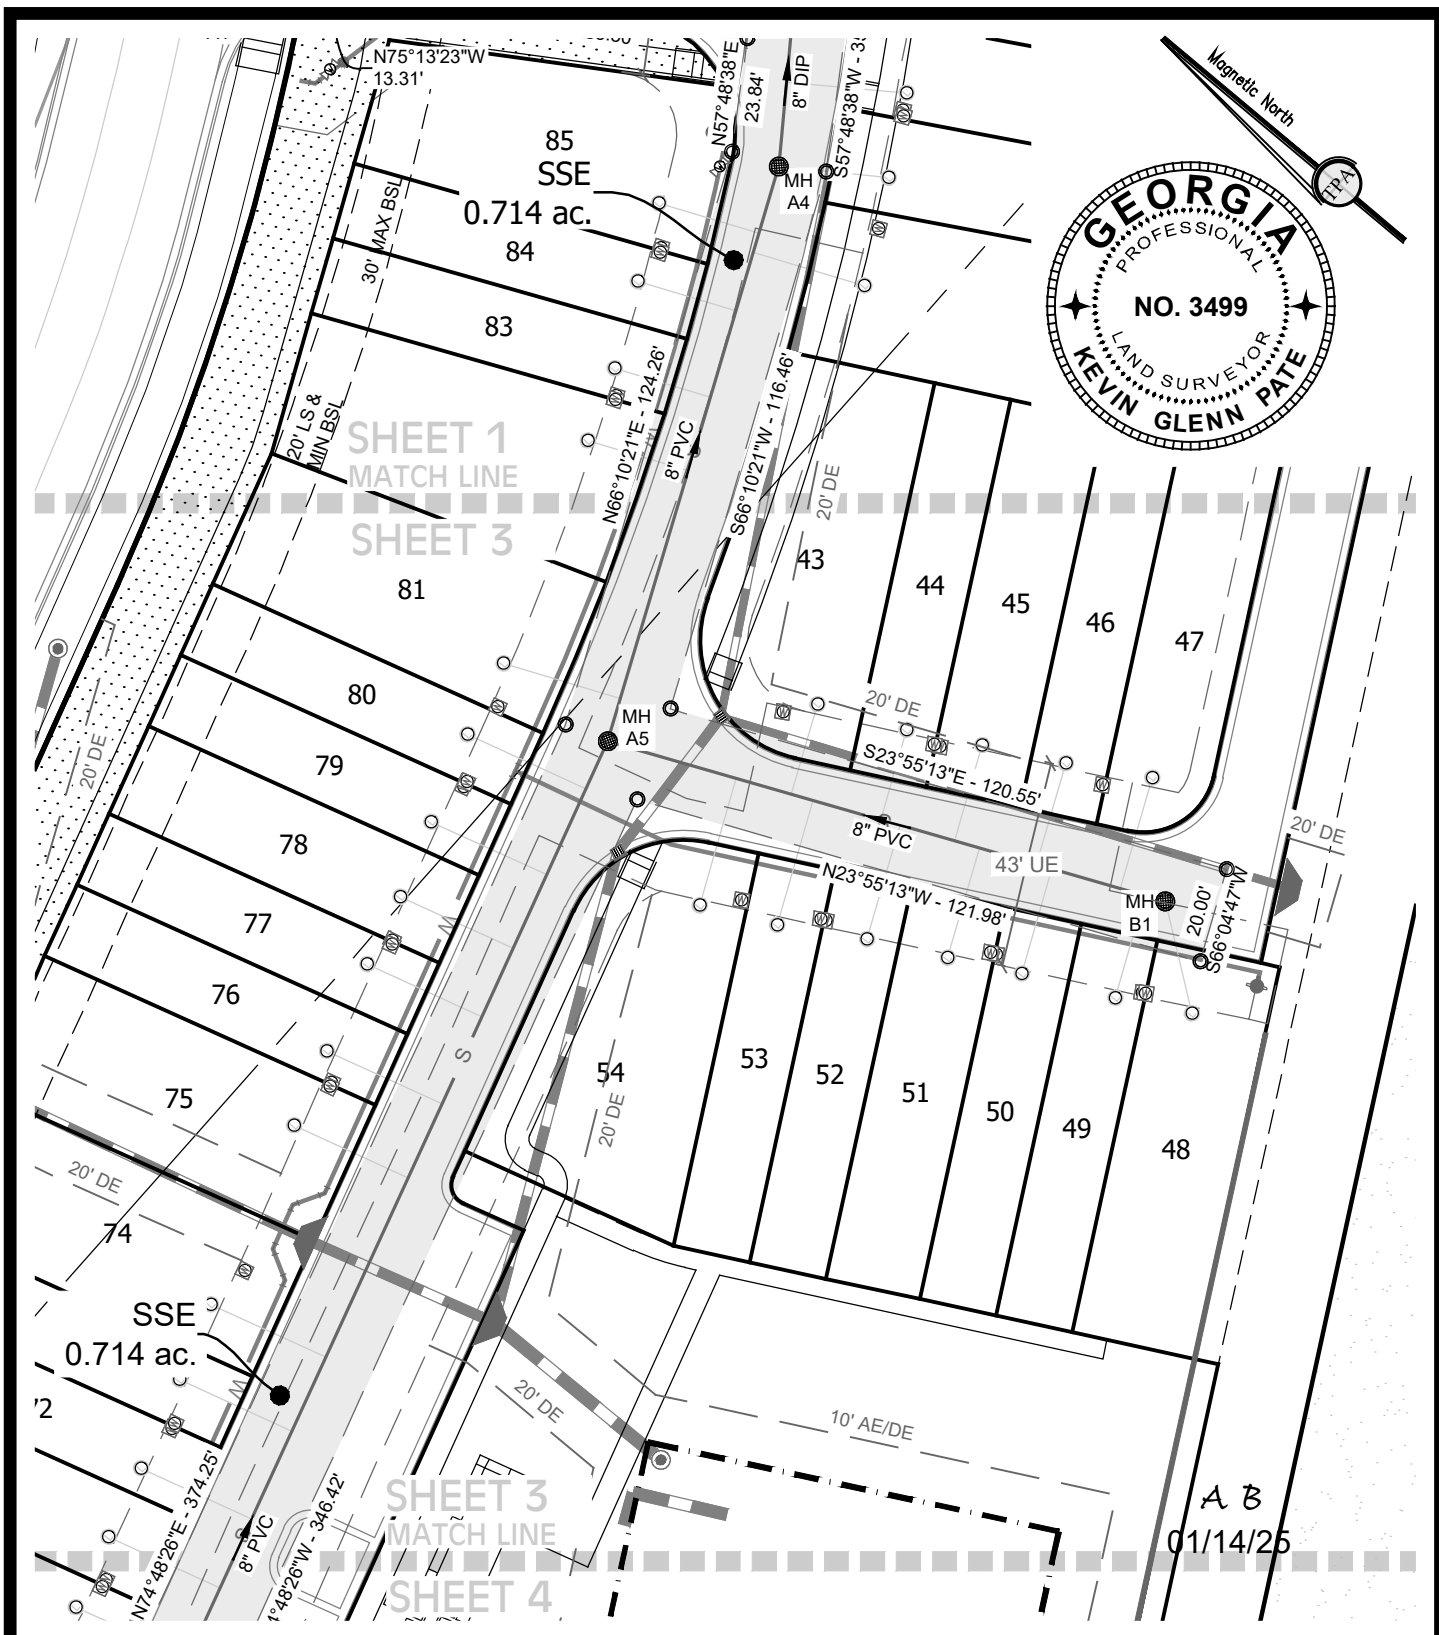 N75°13'23"W
13.31'
N57°48'38"E
23.84'
8" DIP
S57°48'38"W - 3
Magnetic North
TPA
GEORGIA
PROFESSIONAL
NO. 3499
LAND SURVEYOR
KEVIN GLENN PATE
85
SSE
0.714 ac.
MH
A4
30' MAX BSL
84
83
20' LS &
MIN BSL
N66°10'21"E - 124.26'
8" PVC
S66°10'21"W - 116.46'
20' DE
SHEET 1
MATCH LINE
SHEET 3
43
44
45
46
47
81
80
79
78
77
76
75
74
72
20' DE
MH
A5
20' DE
S23°55'13"E - 120.55'
8" PVC
43' UE
20' DE
N23°55'13"W - 121.98'
MH
B1
20.00'
S66°04'47"W
W
S
54
53
52
51
50
49
48
20' DE
20' DE
SSE
0.714 ac.
W
20' DE
10' AE/DE
N74°48'26"E - 374.25'
8" PVC
4°48'26"W - 346.42'
SHEET 3
MATCH LINE
SHEET 4
A B
01/14/25